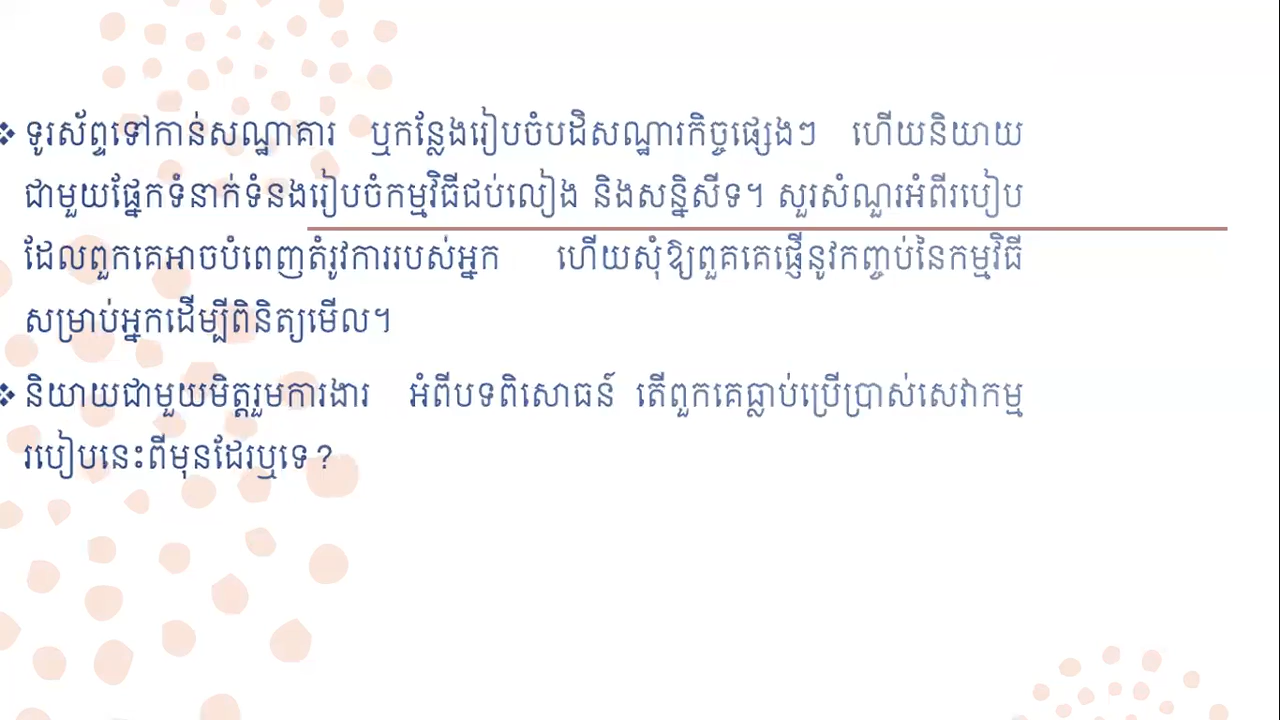 ❖ ទូរស័ព្ទទៅកាន់សណ្ឋាគារ ឬកន្លែងរៀបចំបដិសណ្ឋារកិច្ចផ្សេងៗ ហើយនិយាយ
ជាមួយផ្នែកទំនាក់ទំនងរៀបចំកម្មវិធីជប់លៀង និងសន្និសីទ។ សួរសំណួរអំពីរបៀប
ដែលពួកគេអាចបំពេញតំរូវការរបស់អ្នក ហើយសុំឱ្យពួគគេផ្ញើនូវកញ្ចប់នៃកម្មវិធី
សម្រាប់អ្នកដើម្បីពិនិត្យមើល។
❖ និយាយជាមួយមិត្តរួមការងារ អំពីបទពិសោធន៍ តើពួកគេធ្លាប់ប្រើប្រាស់សេវាកម្ម
របៀបនេះពីមុនដែរឬទេ?